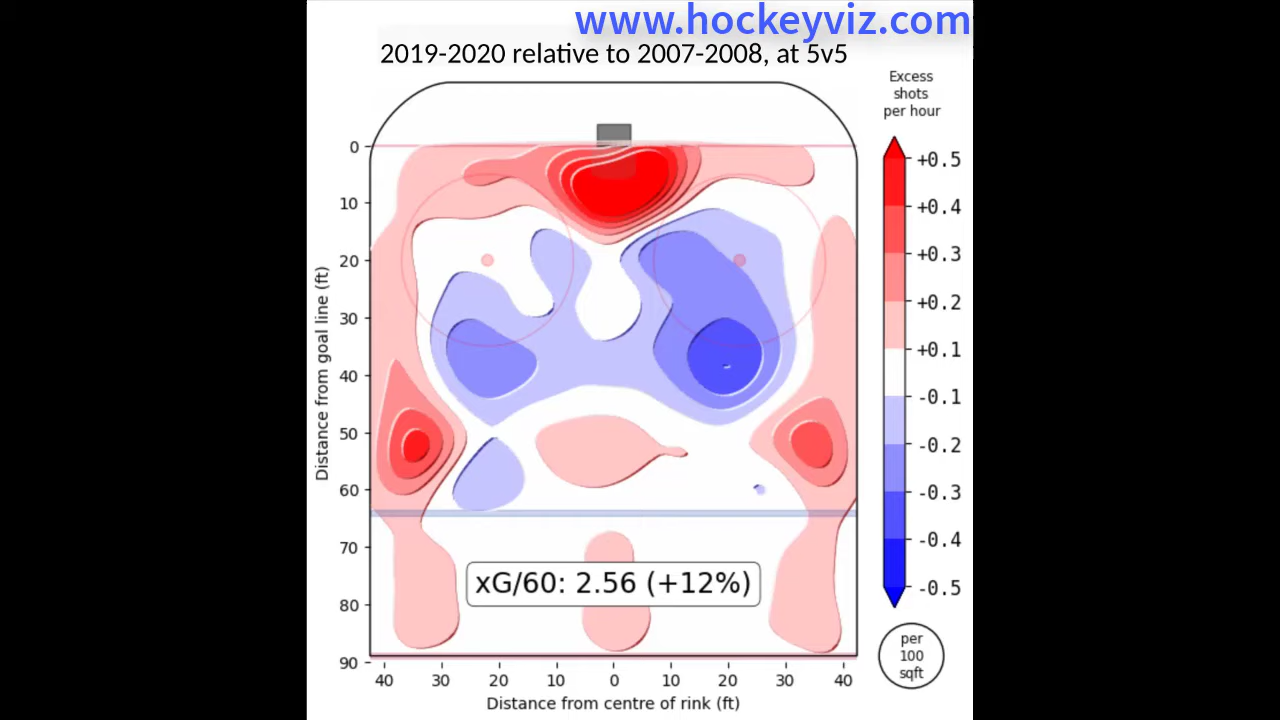 www.hockeyviz.com
2019-2020 relative to 2007-2008, at 5v5
Excess
shots
per hour
+0.5
+0.4
+0.3
+0.2
+0.1
-0.1
-0.2
-0.3
-0.4
-0.5
per
100
sqft
Distance from goal line (ft)
0
10
20
30
40
50
60
70
80
90
xG/60: 2.56 (+12%)
40 30 20 10 0 10 20 30 40
Distance from centre of rink (ft)